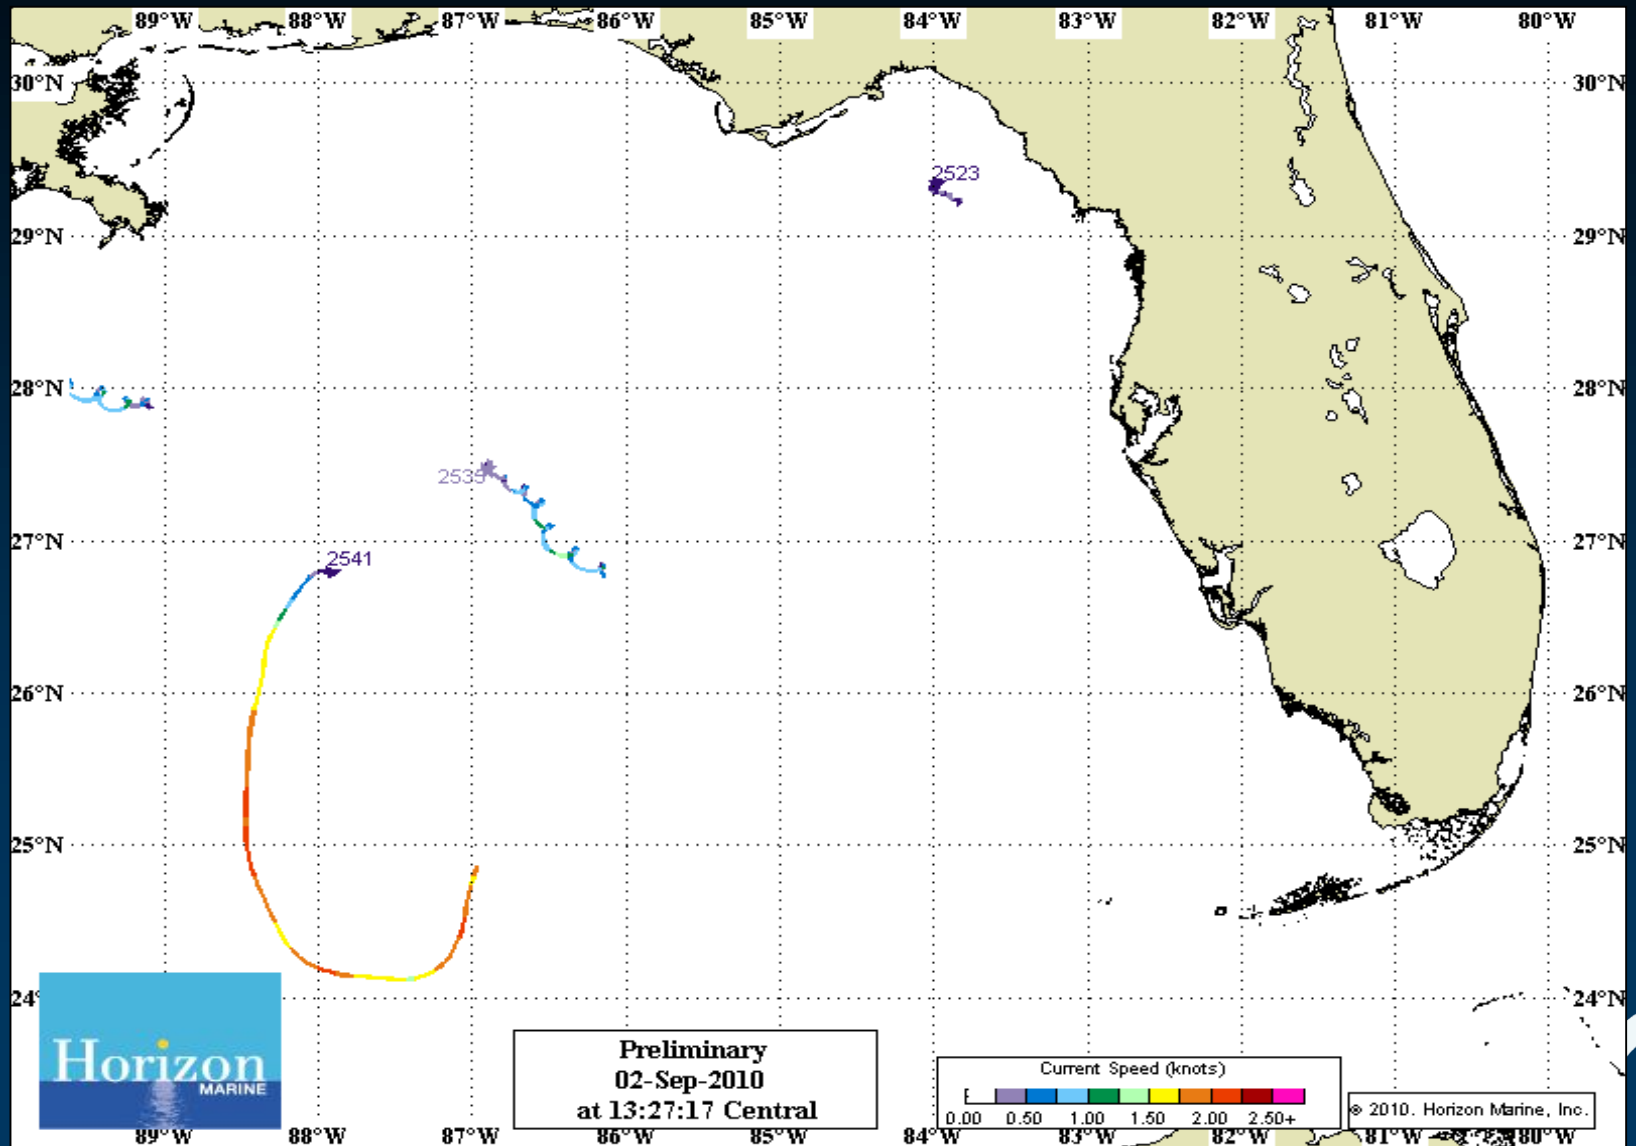 89°W 88°W 87°W 86°W 85°W 84°W 83°W 82°W 81°W 80°W
30°N 30°N
2523
29°N 29°N
28°N 28°N
2535
27°N 27°N
2541
26°N 26°N
25°N 25°N
24° 24°N
Horizon
MARINE
Preliminary
02-Sep-2010
at 13:27:17 Central
Current Speed (knots)
0.00 0.50 1.00 1.50 2.00 2.50+
© 2010. Horizon Marine, Inc.
89°W 88°W 87°W 86°W 85°W 84°W 83°W 82°W 81°W 80°W